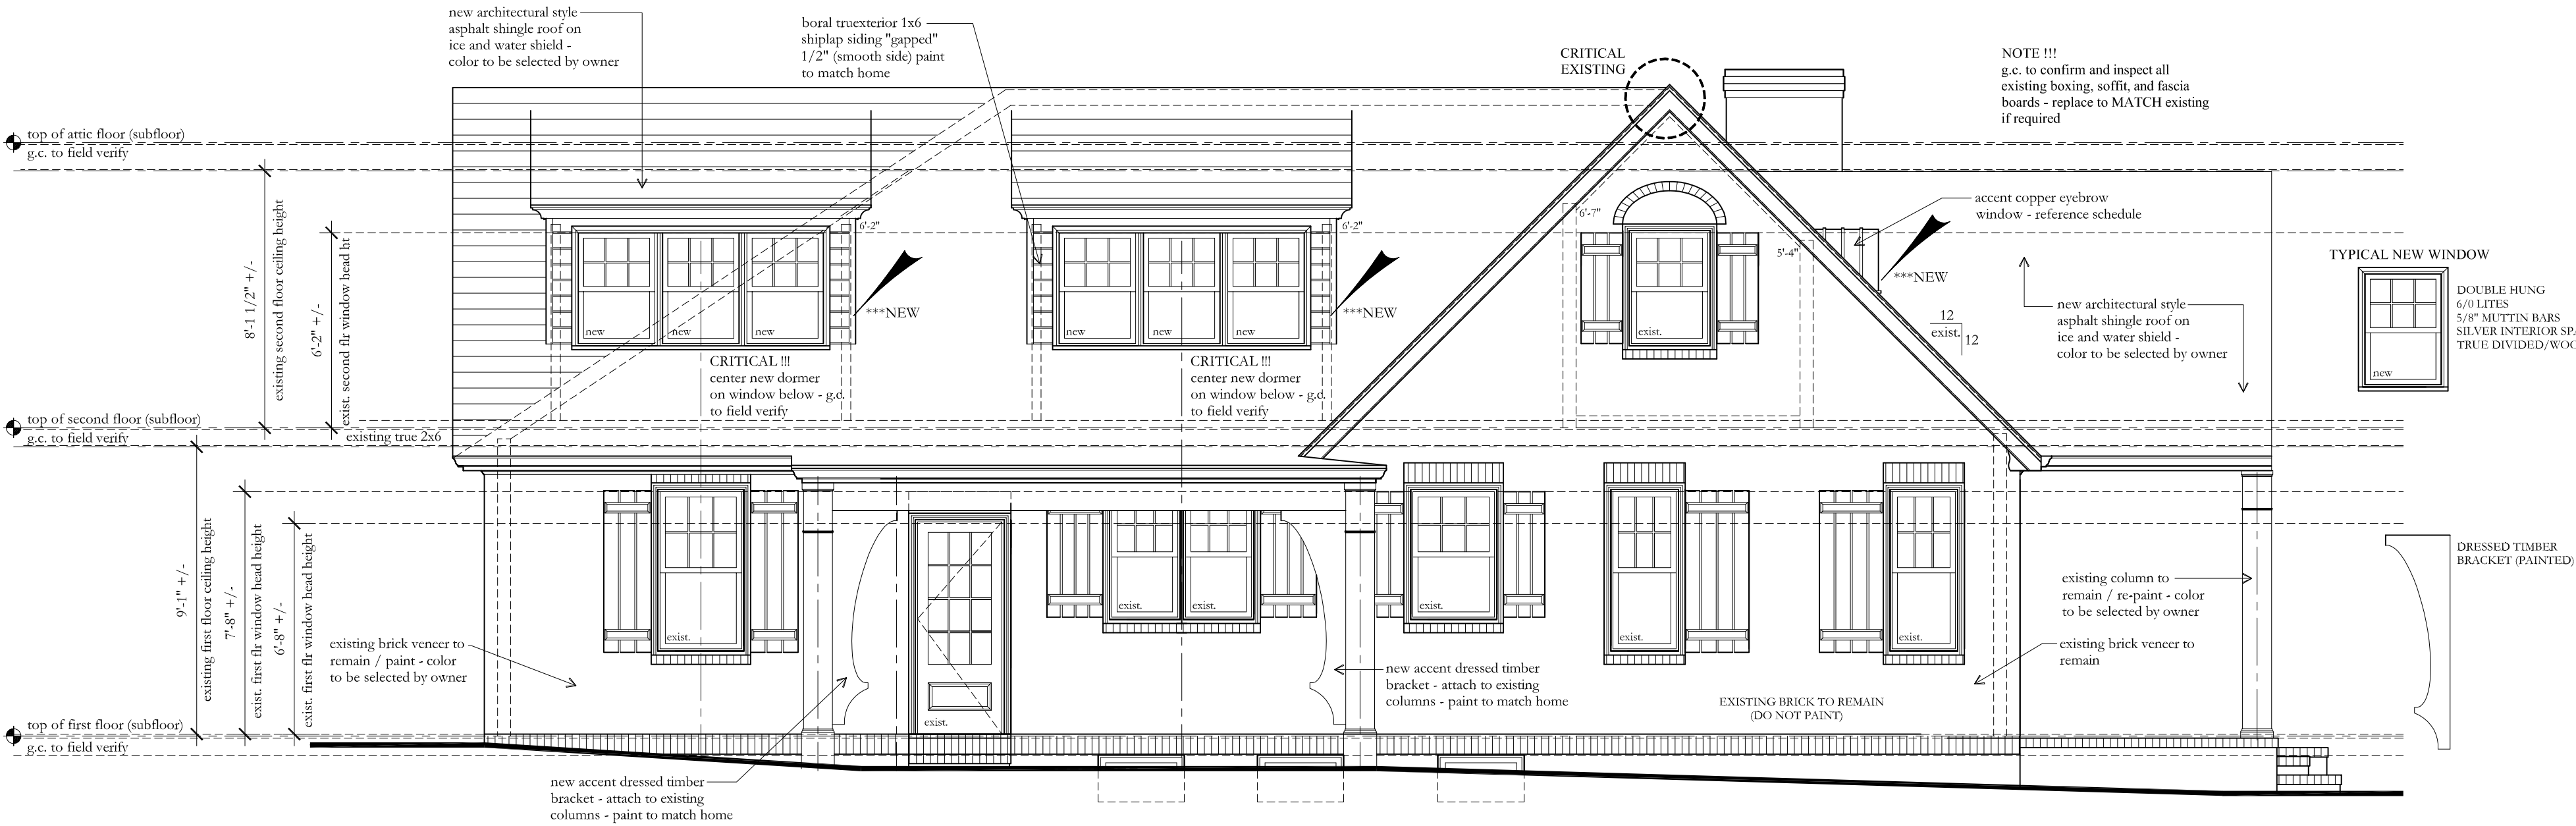 new architectural style
asphalt shingle roof on
ice and water shield -
color to be selected by owner
boral truexterior 1x6
shiplap siding "gapped"
1/2" (smooth side) paint
to match home
CRITICAL
EXISTING
NOTE !!!
g.c. to confirm and inspect all
existing boxing, soffit, and fascia
boards - replace to MATCH existing
if required
top of attic floor (subfloor)
g.c. to field verify
8'-1 1/2" +/-
existing second floor ceiling height
6'-2" +/-
exist. second flr window head ht
6'-2"
6'-2"
6'-7"
5'-4"
accent copper eyebrow
window - reference schedule
***NEW
***NEW
***NEW
new
new
new
new
new
new
exist.
12
exist.
12
new architectural style
asphalt shingle roof on
ice and water shield -
color to be selected by owner
TYPICAL NEW WINDOW
new
DOUBLE HUNG
6/0 LITES
5/8" MUTTIN BARS
SILVER INTERIOR SPA
TRUE DIVIDED/WOO
CRITICAL !!!
center new dormer
on window below - g.c.
to field verify
CRITICAL !!!
center new dormer
on window below - g.c.
to field verify
top of second floor (subfloor)
g.c. to field verify
existing true 2x6
9'-1" +/-
existing first floor ceiling height
7'-8" +/-
exist. first flr window head height
6'-8" +/-
exist. first flr window head height
exist.
exist.
exist.
exist.
exist.
exist.
exist.
existing brick veneer to
remain / paint - color
to be selected by owner
new accent dressed timber
bracket - attach to existing
columns - paint to match home
EXISTING BRICK TO REMAIN
(DO NOT PAINT)
existing column to
remain / re-paint - color
to be selected by owner
existing brick veneer to
remain
DRESSED TIMBER
BRACKET (PAINTED)
top of first floor (subfloor)
g.c. to field verify
new accent dressed timber
bracket - attach to existing
columns - paint to match home